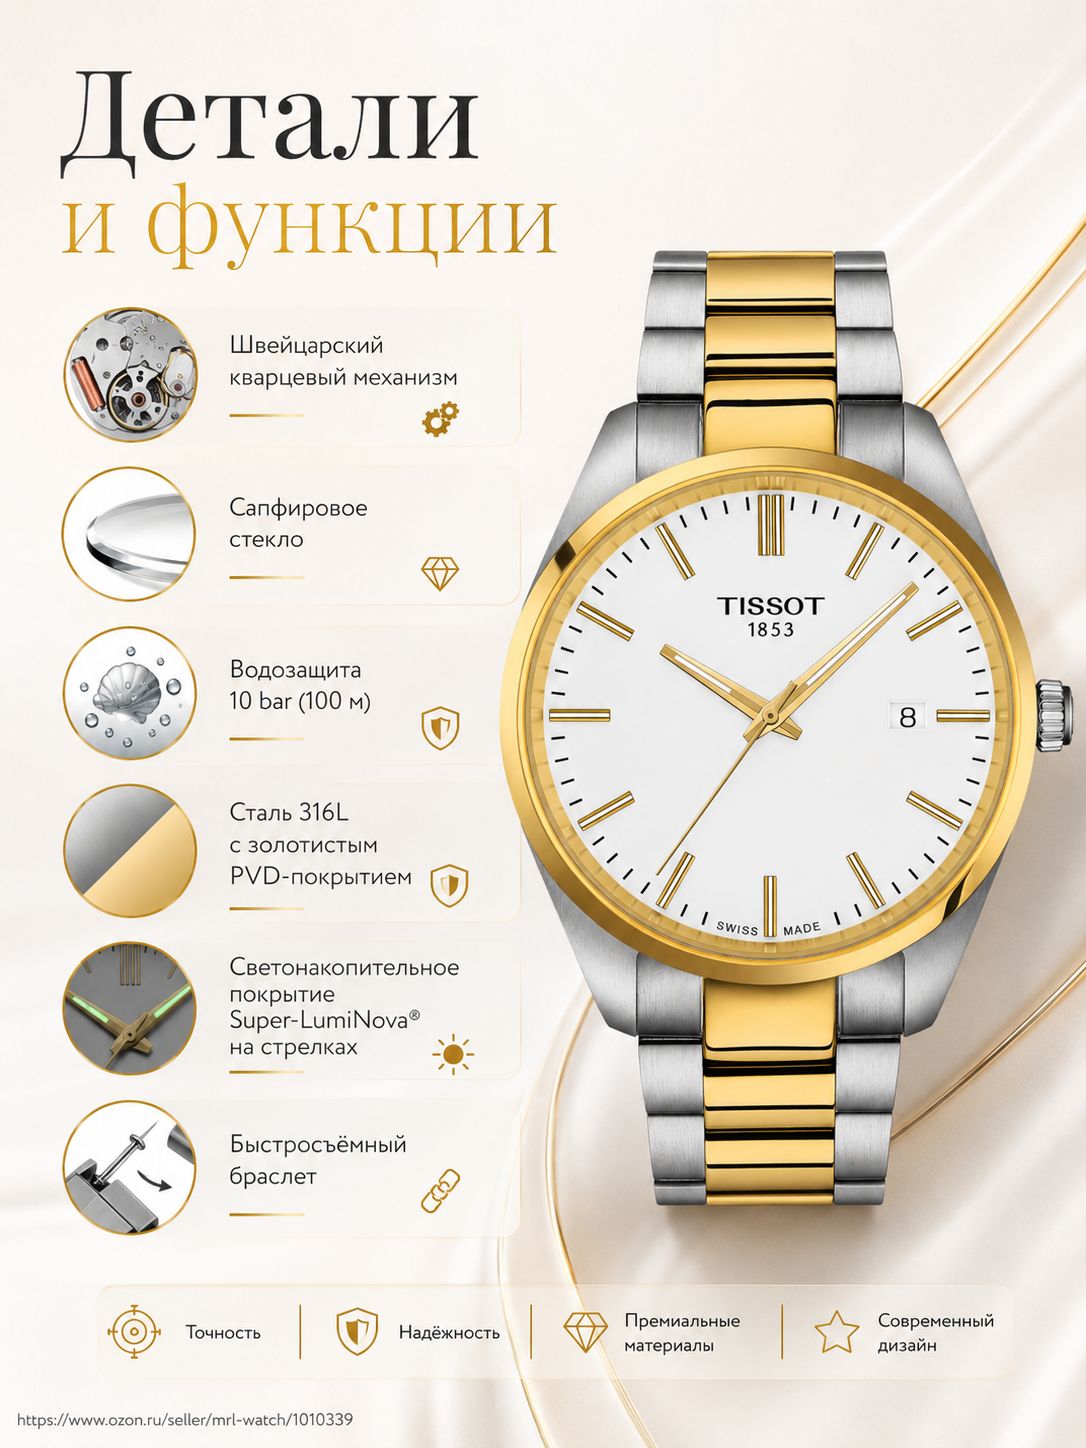 Детали
и функции
Швейцарский
кварцевый механизм
Сапфировое
стекло
Водозащита
10 bar (100 м)
Сталь 316L
с золотистым
PVD-покрытием
Светонакопительное
покрытие
Super-LumiNova®
на стрелках
Быстросъёмный
браслет
TISSOT
1853
8
SWISS MADE
Точность
Надёжность
Премиальные
материалы
Современный
дизайн
https://www.ozon.ru/seller/mrl-watch/1010339